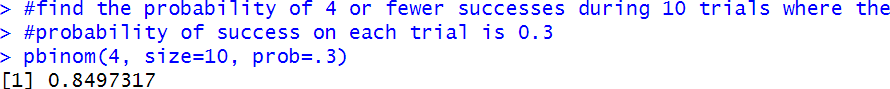 > #find the probability of 4 or fewer successes during 10 trials where the
> #probability of success on each trial is 0.3
> pbinom(4, size=10, prob=.3)
[1] 0.8497317